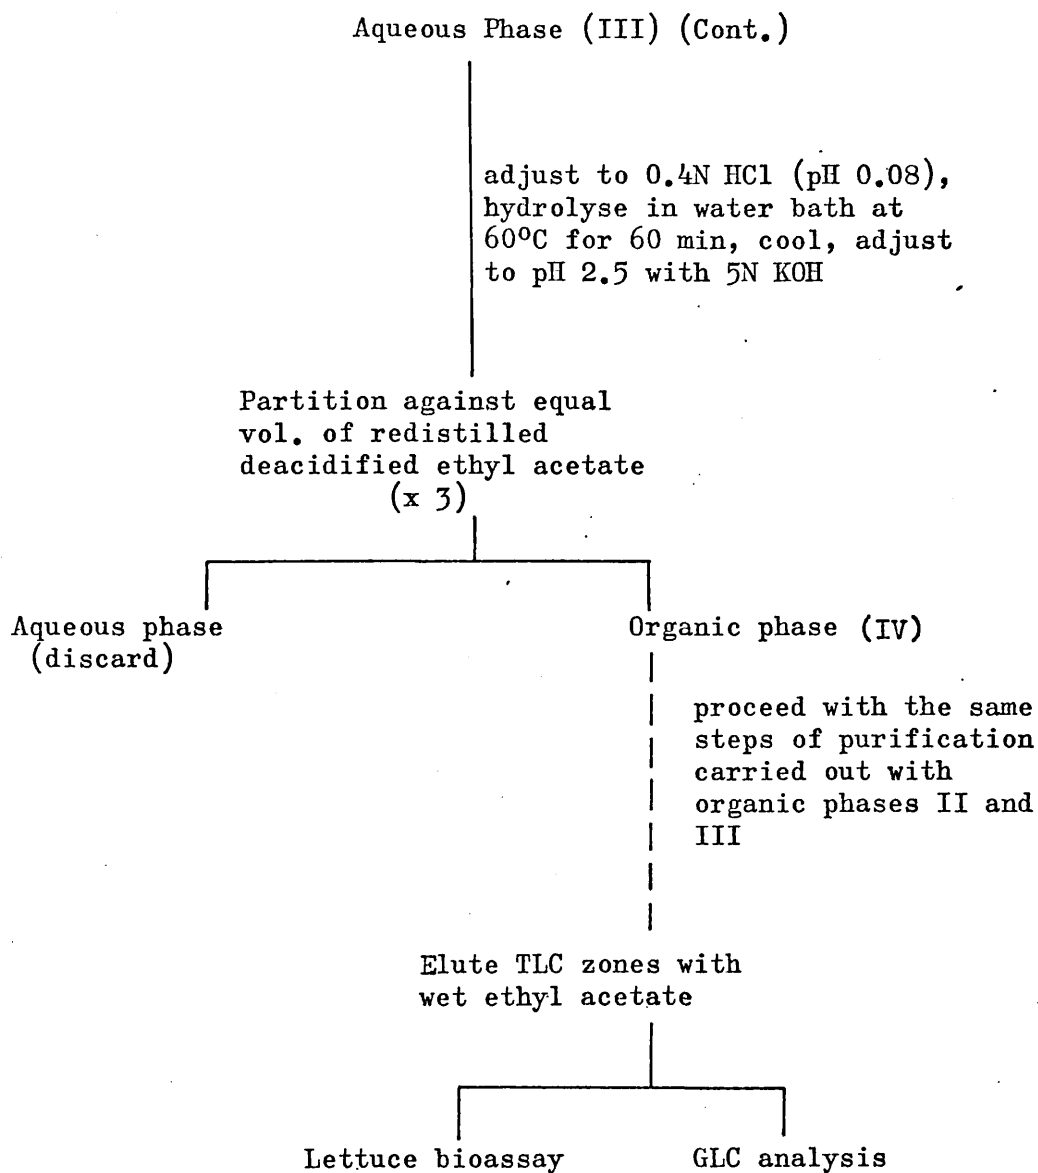 Aqueous Phase (III) (Cont.)
adjust to 0.4N HCl (pH 0.08),
hydrolyse in water bath at
60°C for 60 min, cool, adjust
to pH 2.5 with 5N KOH
Partition against equal
vol. of redistilled
deacidified ethyl acetate
(x 3)
Aqueous phase
(discard)
Organic phase (IV)
proceed with the same
steps of purification
carried out with
organic phases II and
III
Elute TLC zones with
wet ethyl acetate
Lettuce bioassay
GLC analysis